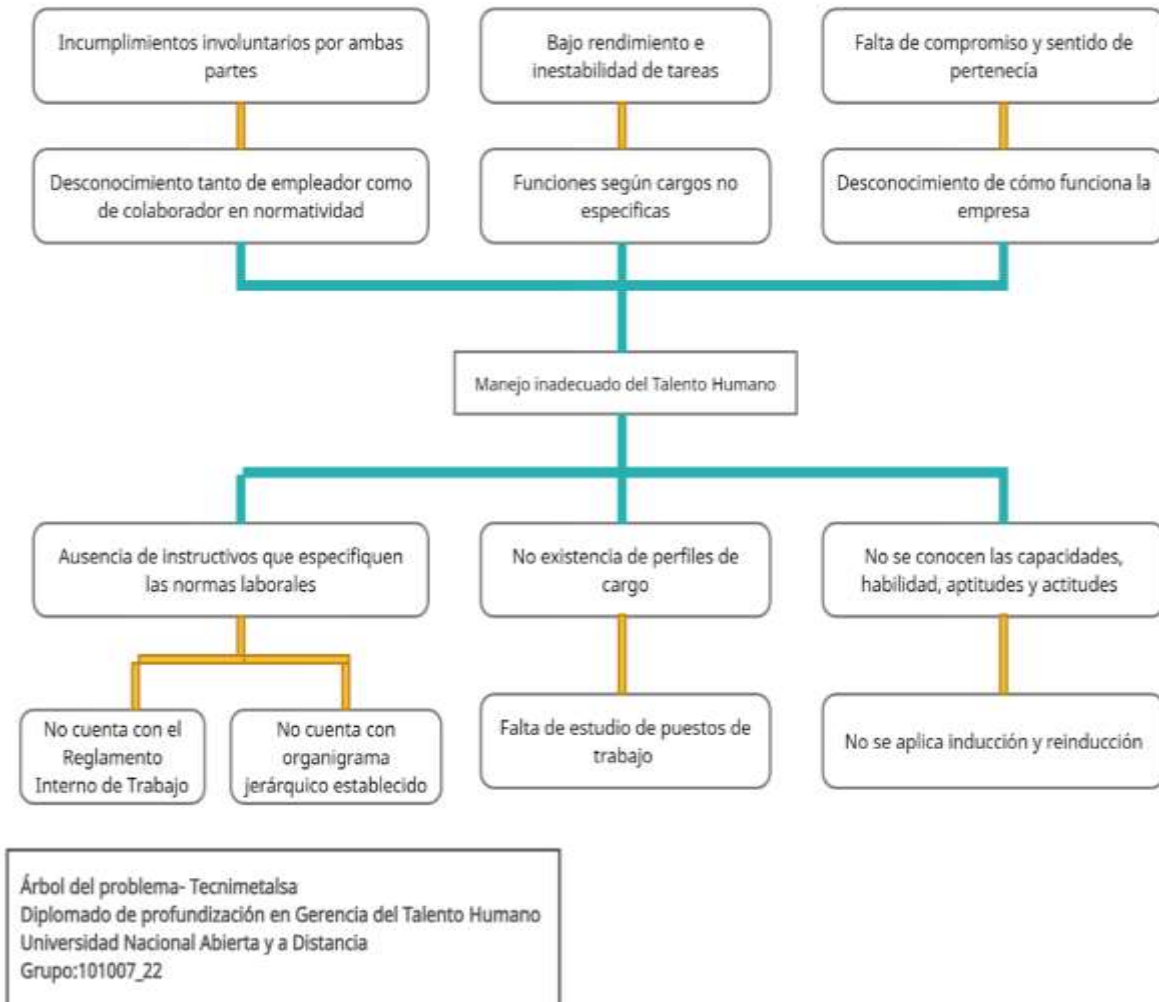 Incumplimientos involuntarios por ambas
partes
Bajo rendimiento e
inestabilidad de tareas
Falta de compromiso y sentido de
pertenecía
Desconocimiento tanto de empleador como
de colaborador en normatividad
Funciones según cargos no
especificas
Desconocimiento de cómo funciona la
empresa
Manejo inadecuado del Talento Humano
Ausencia de instructivos que especifiquen
las normas laborales
No existencia de perfiles de
cargo
No se conocen las capacidades,
habilidad, aptitudes y actitudes
No cuenta con el
Reglamento
Interno de Trabajo
No cuenta con
organigrama
jerárquico establecido
Falta de estudio de puestos de
trabajo
No se aplica inducción y reinducción
Árbol del problema- Tecnimetalsa
Diplomado de profundización en Gerencia del Talento Humano
Universidad Nacional Abierta y a Distancia
Grupo:101007_22